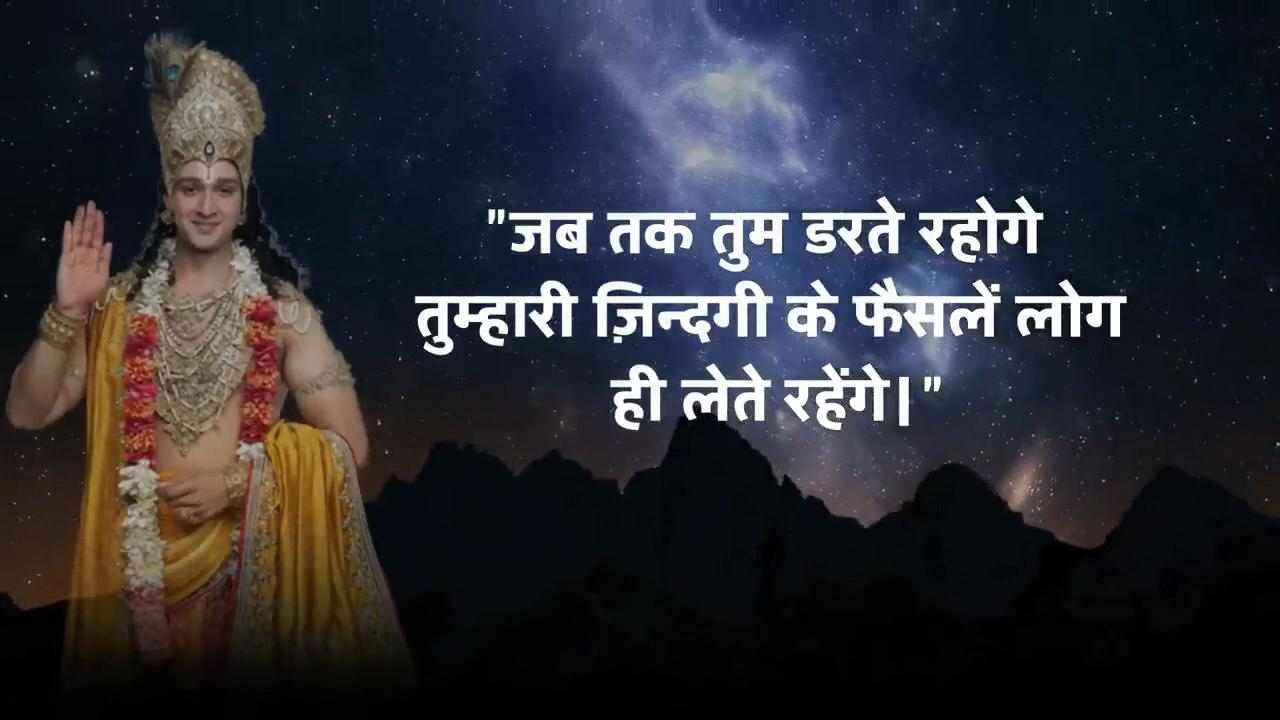 "जब तक तुम डरते रहोगे
तुम्हारी ज़िन्दगी के फैसलें लोग
ही लेते रहेंगे|"